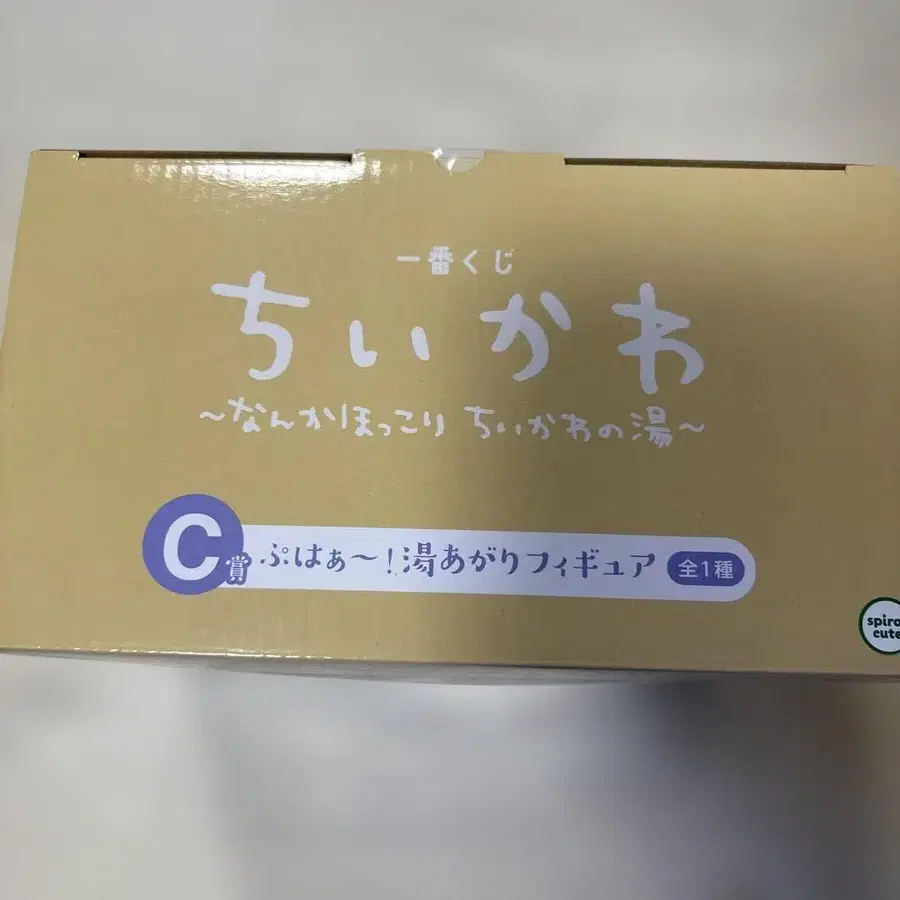 一番くじ
ちいかわ
～なんかほっこり ちいかわの湯～
C賞 ぷはぁ～！湯あがりフィギュア 全1種
cute